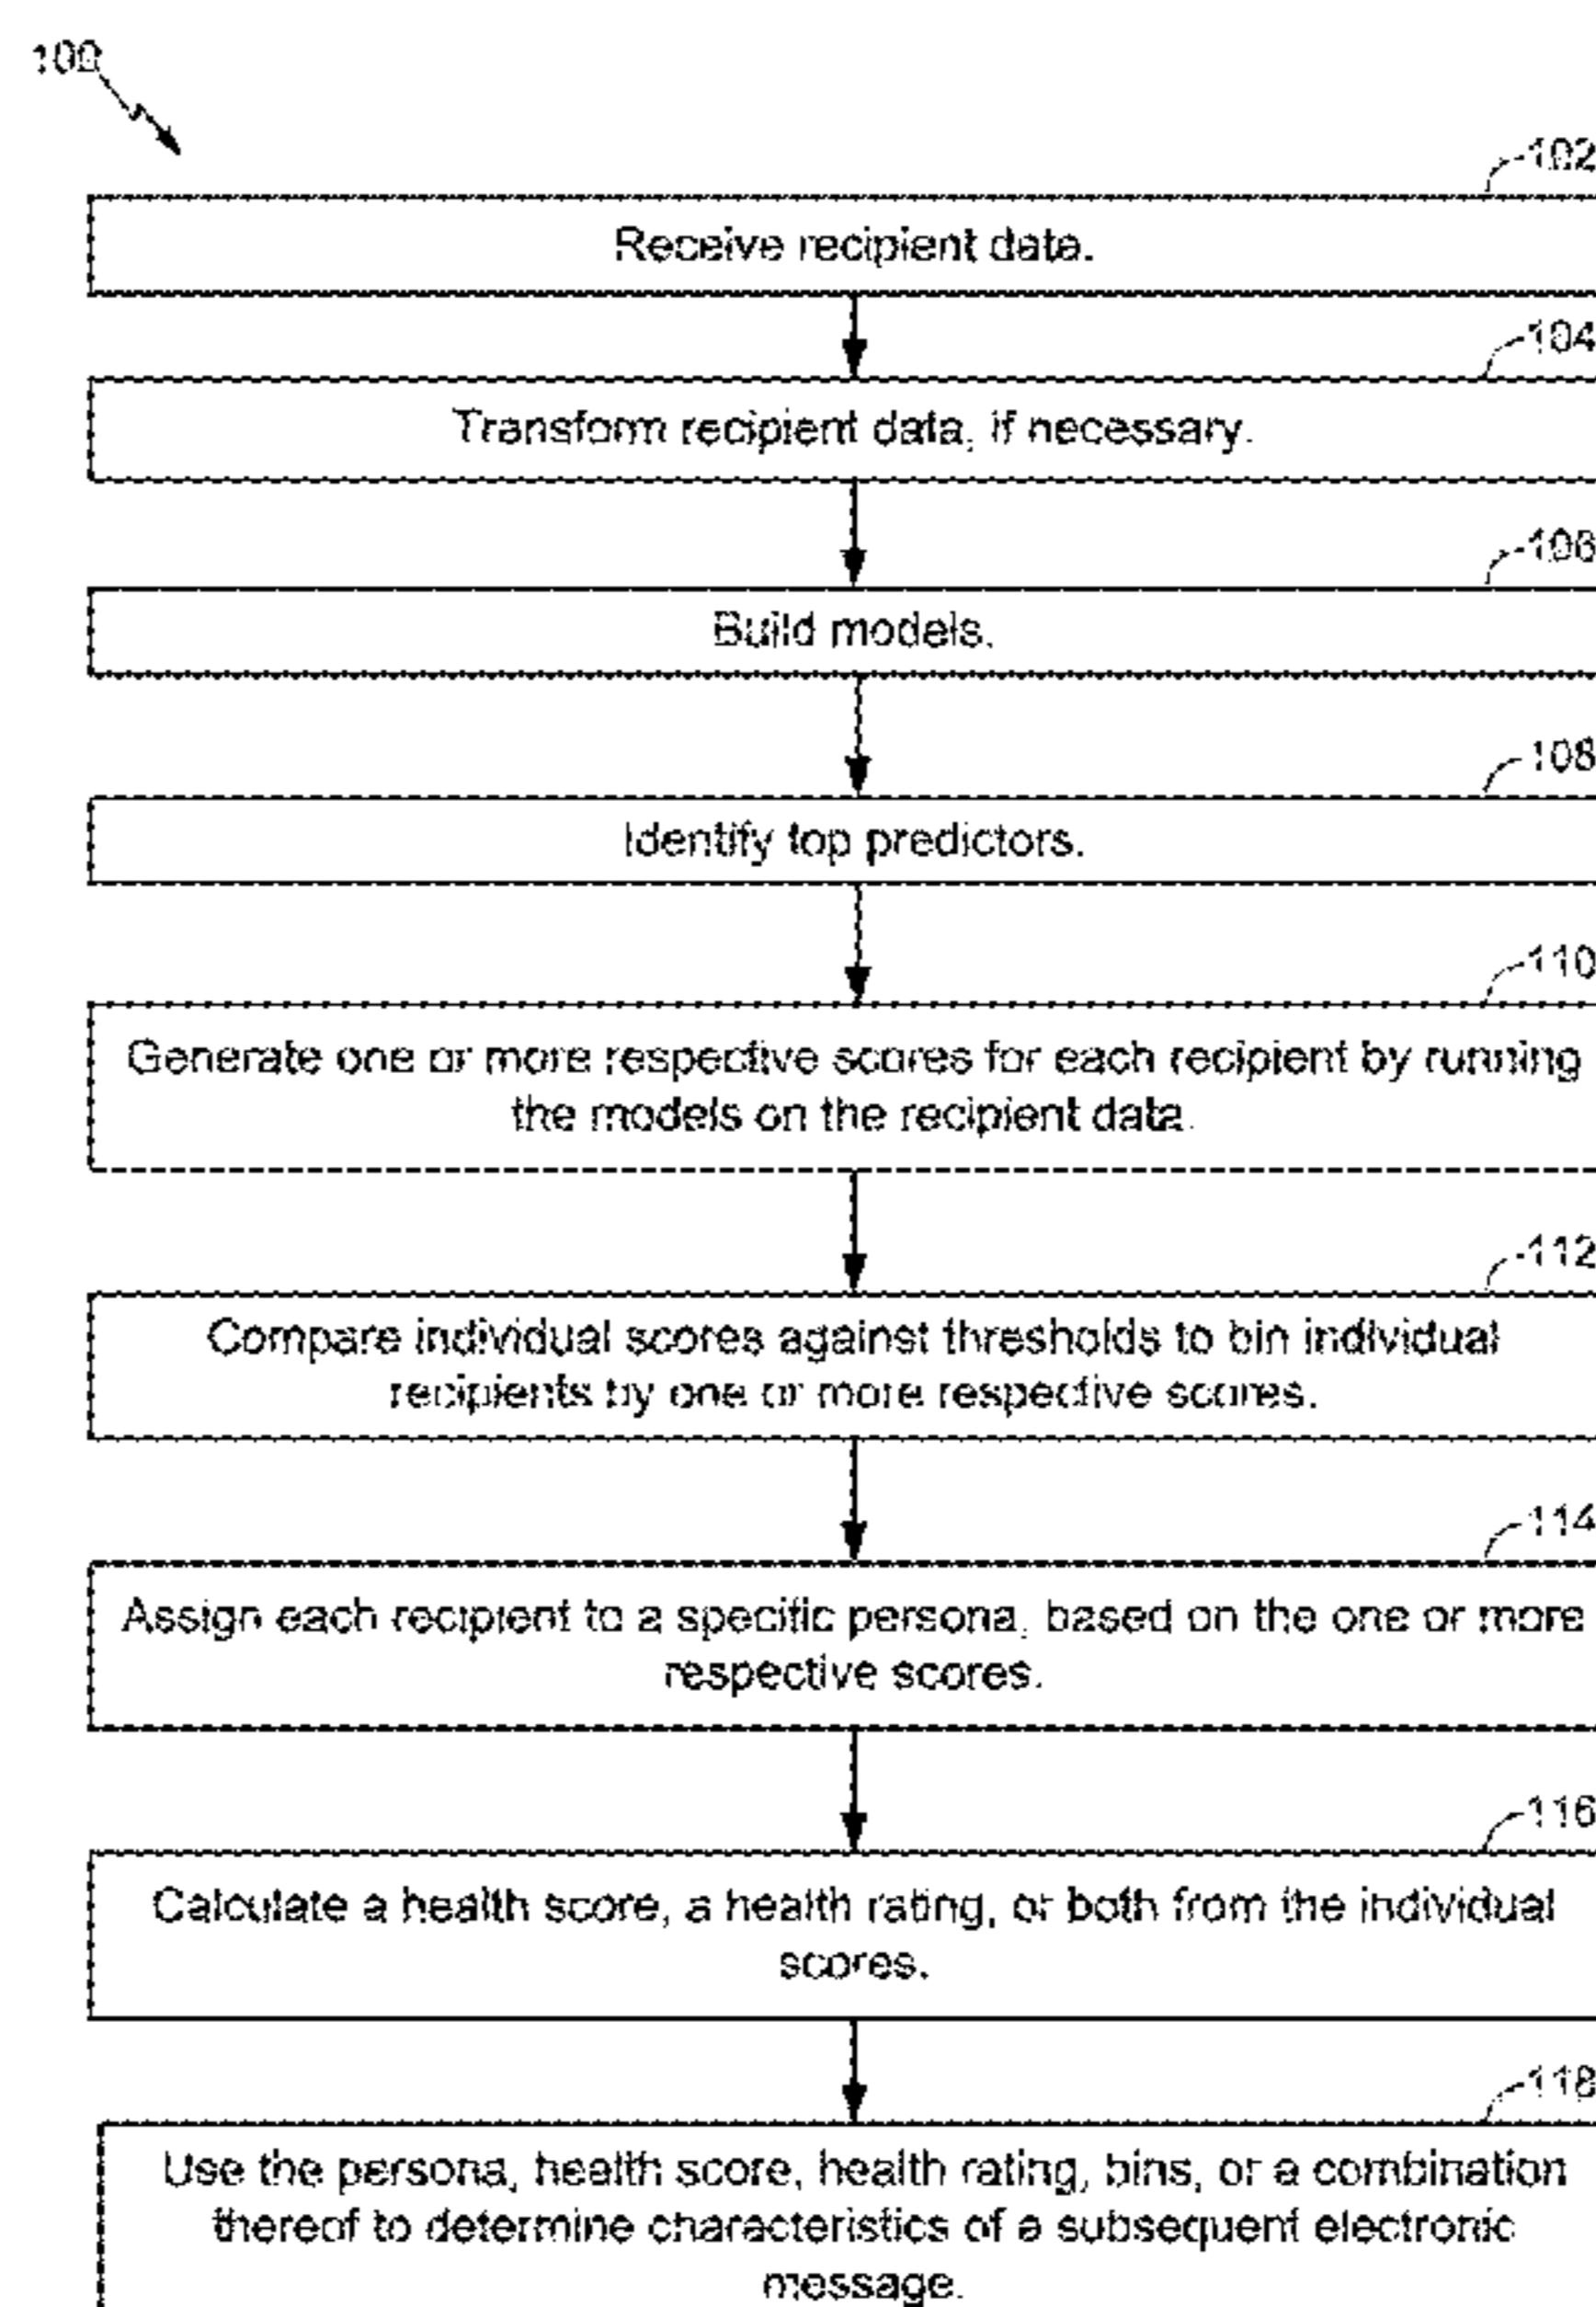 100
102
Receive recipient data.
104
Transform recipient data, if necessary.
106
Build models.
108
Identify top predictors.
110
Generate one or more respective scores for each recipient by running
the models on the recipient data.
112
Compare individual scores against thresholds to bin individual
recipients by one or more respective scores.
114
Assign each recipient to a specific persona, based on the one or more
respective scores.
116
Calculate a health score, a health rating, or both from the individual
scores.
118
Use the persona, health score, health rating, bins, or a combination
thereof to determine characteristics of a subsequent electronic
message.